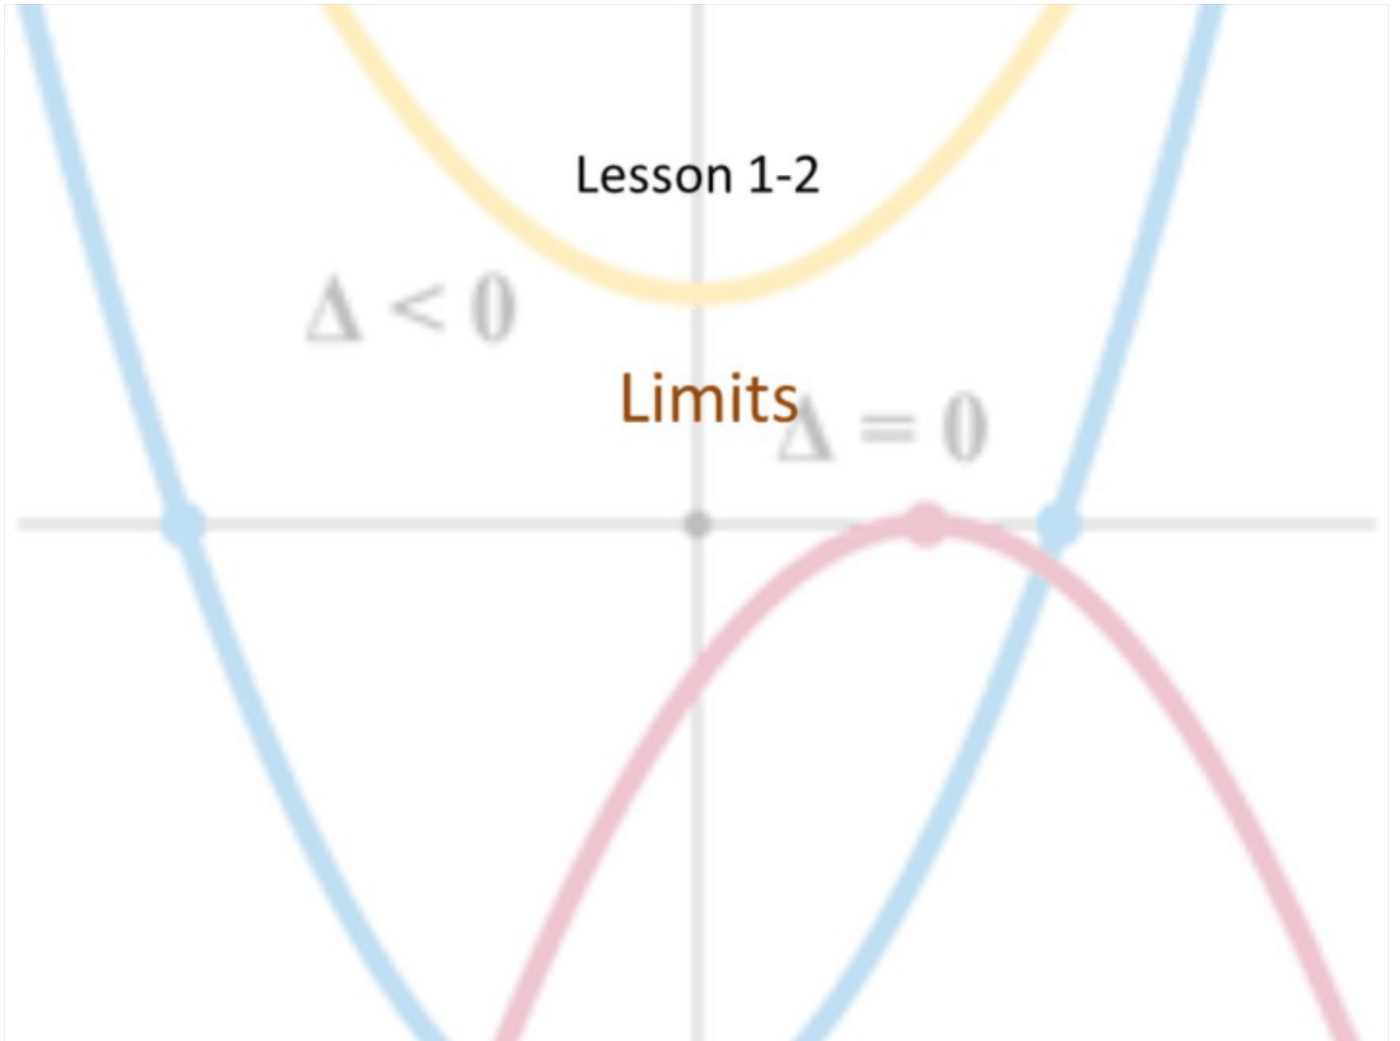 Lesson 1-2
Δ < 0
Limits
Δ = 0